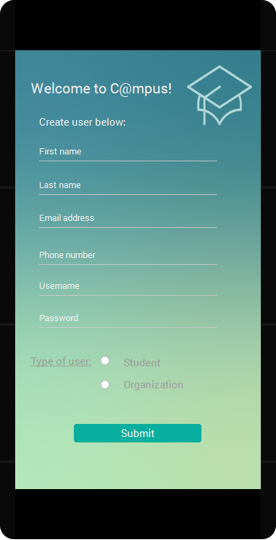 Welcome to C@mpus!
Create user below:
First name
Last name
Email address
Phone number
Username
Password
Type of user:
Student
Organization
Submit